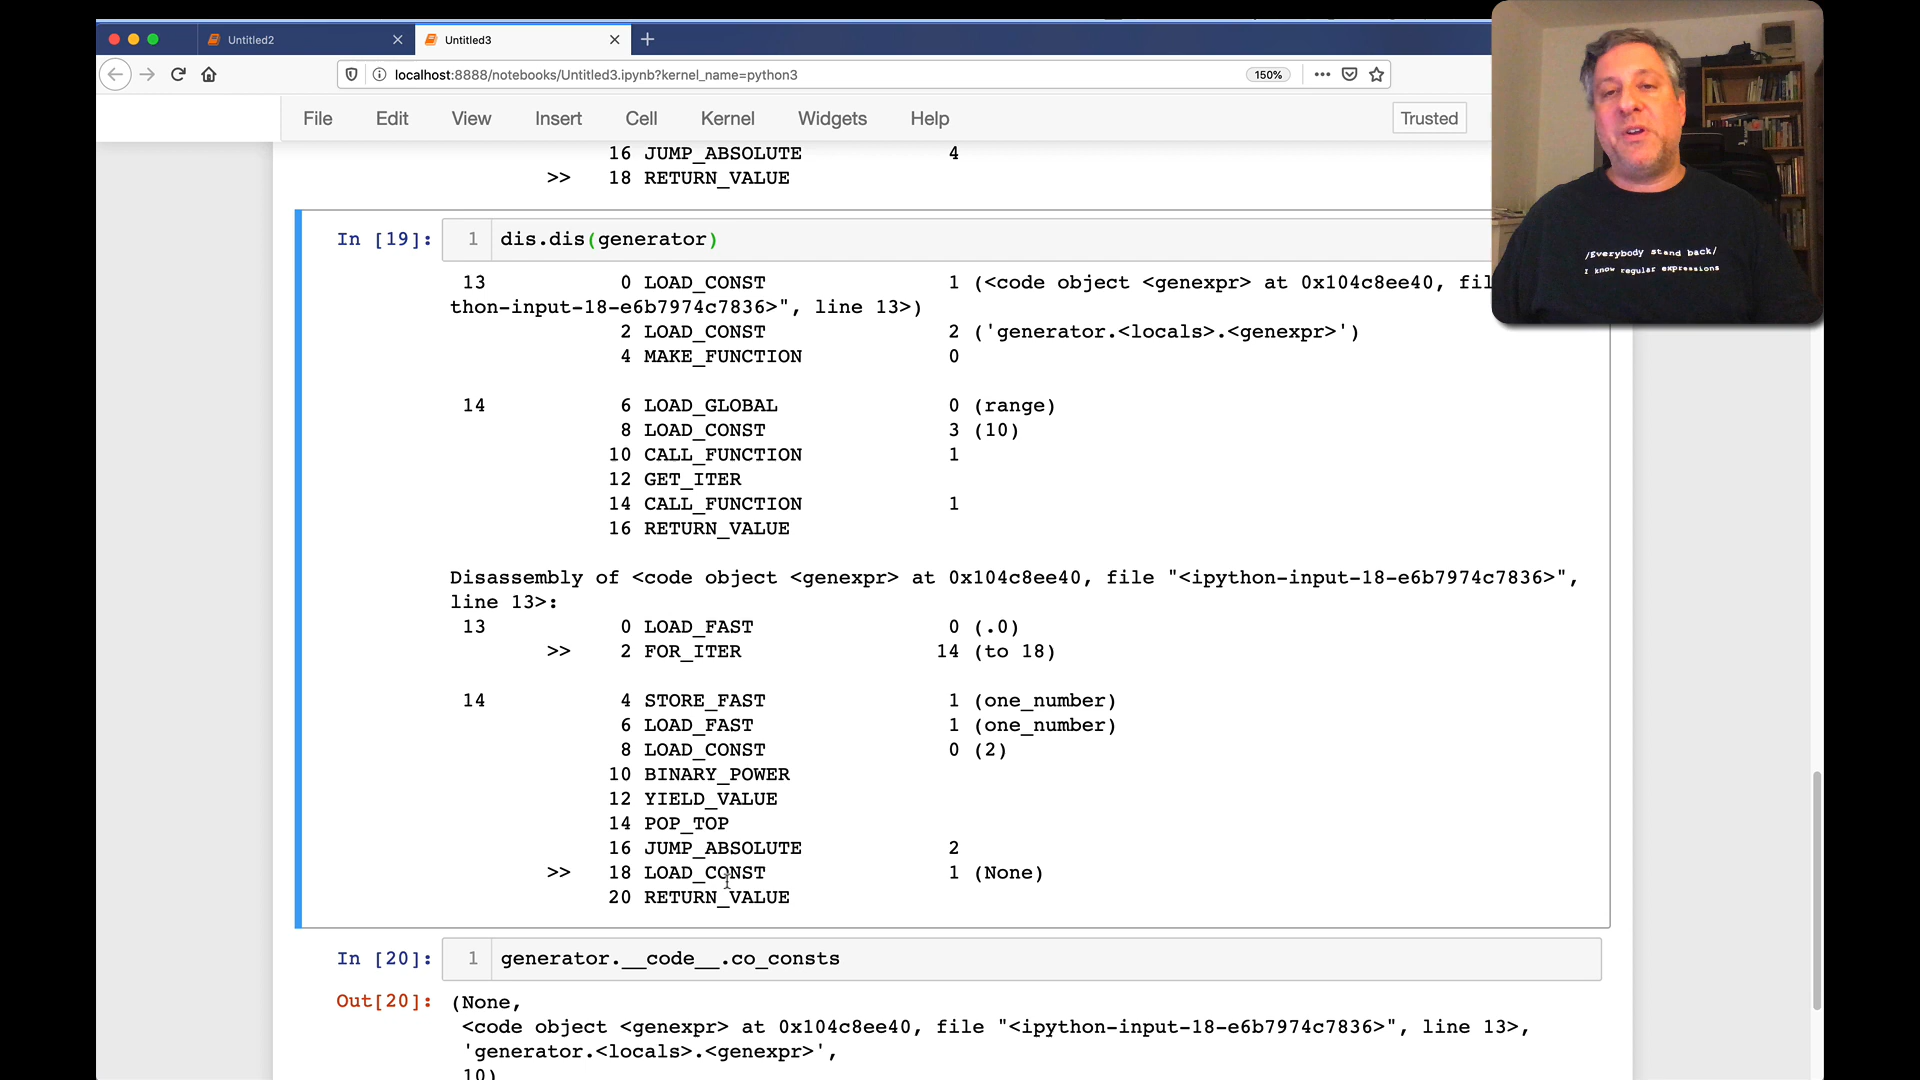 Untitled2
Untitled3
localhost:8888/notebooks/Untitled3.ipynb?kernel_name=python3
150%
File Edit View Insert Cell Kernel Widgets Help
Trusted
16 JUMP_ABSOLUTE 4
>> 18 RETURN_VALUE
In [19]: 1 dis.dis(generator)
13 0 LOAD_CONST 1 (<code object <genexpr> at 0x104c8ee40, fil
thon-input-18-e6b7974c7836>", line 13>)
2 LOAD_CONST 2 ('generator.<locals>.<genexpr>')
4 MAKE_FUNCTION 0
14 6 LOAD_GLOBAL 0 (range)
8 LOAD_CONST 3 (10)
10 CALL_FUNCTION 1
12 GET_ITER
14 CALL_FUNCTION 1
16 RETURN_VALUE
Disassembly of <code object <genexpr> at 0x104c8ee40, file "<ipython-input-18-e6b7974c7836>",
line 13>:
13 0 LOAD_FAST 0 (.0)
>> 2 FOR_ITER 14 (to 18)
14 4 STORE_FAST 1 (one_number)
6 LOAD_FAST 1 (one_number)
8 LOAD_CONST 0 (2)
10 BINARY_POWER
12 YIELD_VALUE
14 POP_TOP
16 JUMP_ABSOLUTE 2
>> 18 LOAD_CONST 1 (None)
20 RETURN_VALUE
In [20]: 1 generator.__code__.co_consts
Out[20]: (None,
<code object <genexpr> at 0x104c8ee40, file "<ipython-input-18-e6b7974c7836>", line 13>,
'generator.<locals>.<genexpr>',
10)
/Everybody stand back/
I know regular expressions